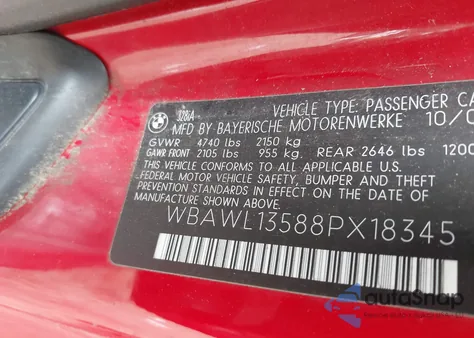 328iA
VEHICLE TYPE: PASSENGER CA
MFD BY BAYERISCHE MOTORENWERKE 10/0
GVWR 4740 lbs 2150 kg
GAWR FRONT 2105 lbs 955 kg. REAR 2646 lbs 1200
THIS VEHICLE CONFORMS TO ALL APPLICABLE
FEDERAL MOTOR VEHICLE SAFETY, BUMPER AND THEFT
PREVENTION STANDARDS IN EFFECT ON THE DATE
OF MANUFACTURE SHOWN ABOVE.
WBAWL13588PX18345
autoSnap